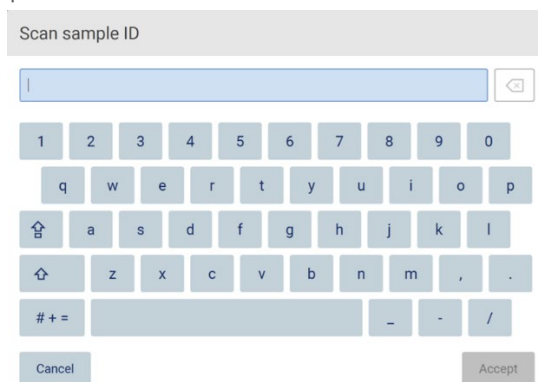 Scan sample ID
1 2 3 4 5 6 7 8 9 0
q w e r t y u i o p
a s d f g h j k l
z x c v b n m , .
# + = _ - /
Cancel Accept